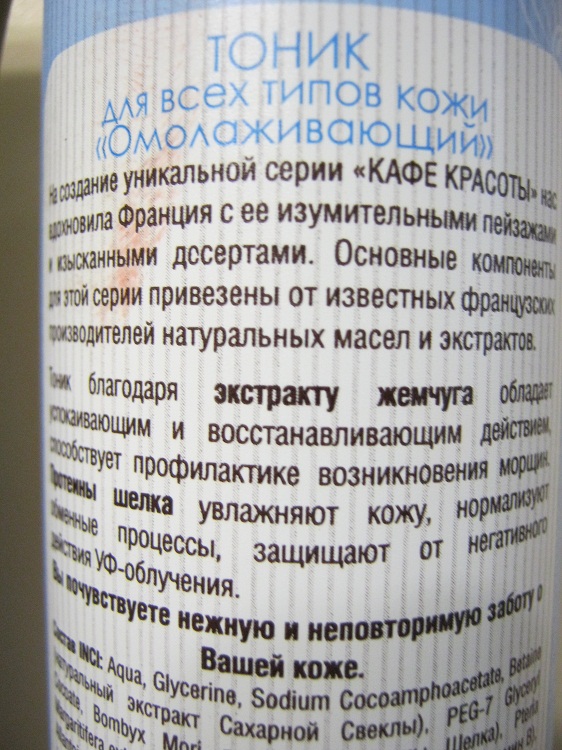 ТОНИК
для всех типов кожи
«Омолаживающий»
На создание уникальной серии «КАФЕ КРАСОТЫ» нас
вдохновила Франция с ее изумительными пейзажами
и изысканными дссертами. Основные компоненты
для этой серии привезены от известных французских
производителей натуральных масел и экстрактов.
Тоник благодаря экстракту жемчуга обладает
успокаивающим и восстанавливающим действием,
способствует профилактике возникновения морщин.
Протеины шелка увлажняют кожу, нормализуют
обменные процессы, защищают от негативного
действия УФ-облучения.
Вы почувствуете нежную и неповторимую заботу о
Вашей коже.
Состав INCI: Aqua, Glycerine, Sodium Cocoamphoacetate, Betaine
натуральный экстракт Сахарной Свеклы), PEG-7 Glyceryl
Bombyx Mori Шелка),